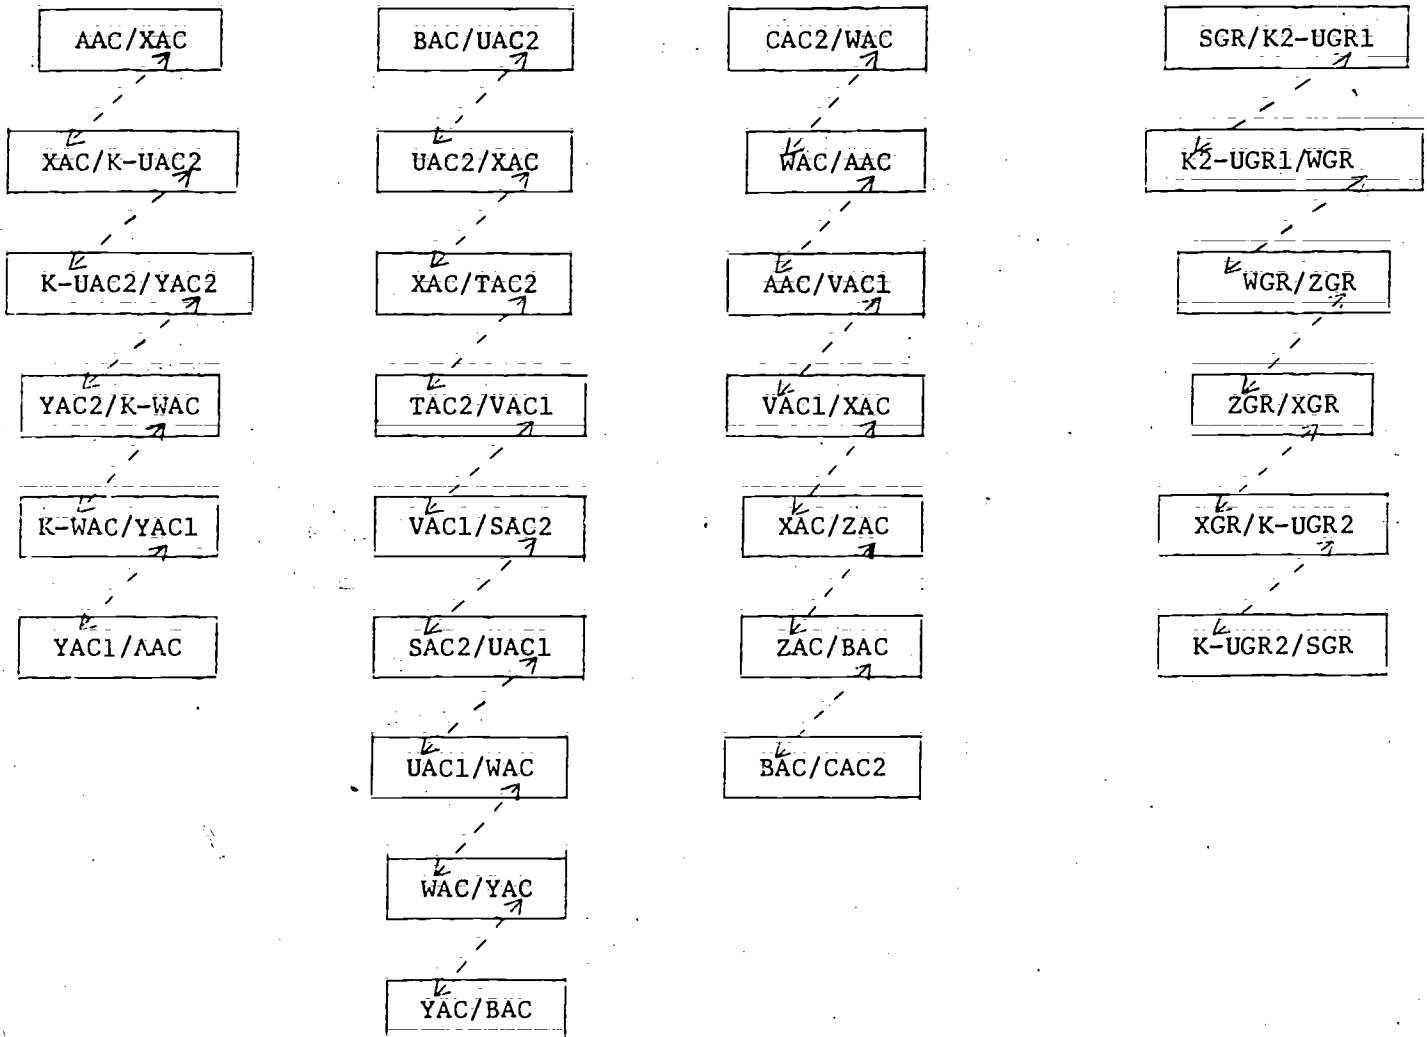 AAC/XAC
XAC/K-UAC2
K-UAC2/YAC2
YAC2/K-WAC
K-WAC/YAC1
YAC1/AAC
BAC/UAC2
UAC2/XAC
XAC/TAC2
TAC2/VAC1
VAC1/SAC2
SAC2/UAC1
UAC1/WAC
WAC/YAC
YAC/BAC
CAC2/WAC
WAC/AAC
AAC/VAC1
VAC1/XAC
XAC/ZAC
ZAC/BAC
BAC/CAC2
SGR/K2-UGR1
K2-UGR1/WGR
WGR/ZGR
ZGR/XGR
XGR/K-UGR2
K-UGR2/SGR